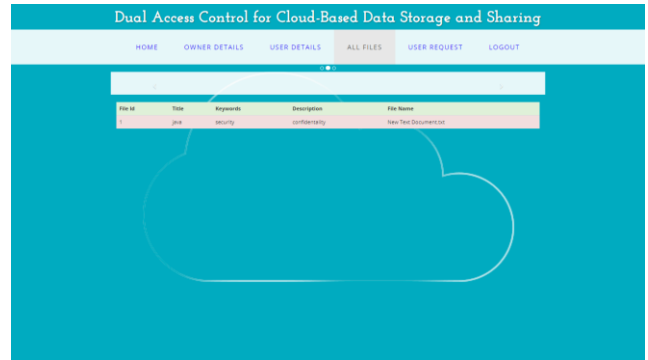 Dual Access Control for Cloud-Based Data Storage and Sharing
HOME OWNER DETAILS USER DETAILS ALL FILES USER REQUEST LOGOUT
File Id Title Keywords Description File Name
1 java security confidentiality New Text Document.txt